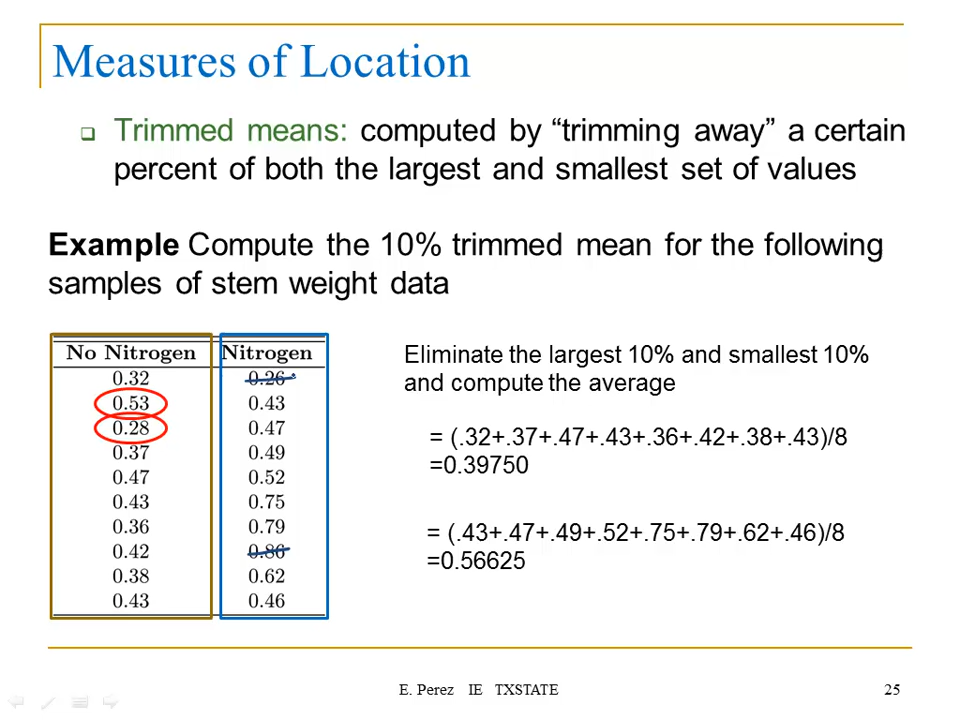 Measures of Location
Trimmed means: computed by “trimming away” a certain
percent of both the largest and smallest set of values
Example Compute the 10% trimmed mean for the following
samples of stem weight data
No Nitrogen Nitrogen
0.32 0.26
0.53 0.43
0.28 0.47
0.37 0.49
0.47 0.52
0.43 0.75
0.36 0.79
0.42 0.86
0.38 0.62
0.43 0.46
Eliminate the largest 10% and smallest 10%
and compute the average
= (.32+.37+.47+.43+.36+.42+.38+.43)/8
=0.39750
= (.43+.47+.49+.52+.75+.79+.62+.46)/8
=0.56625
E. Perez IE TXSTATE 25